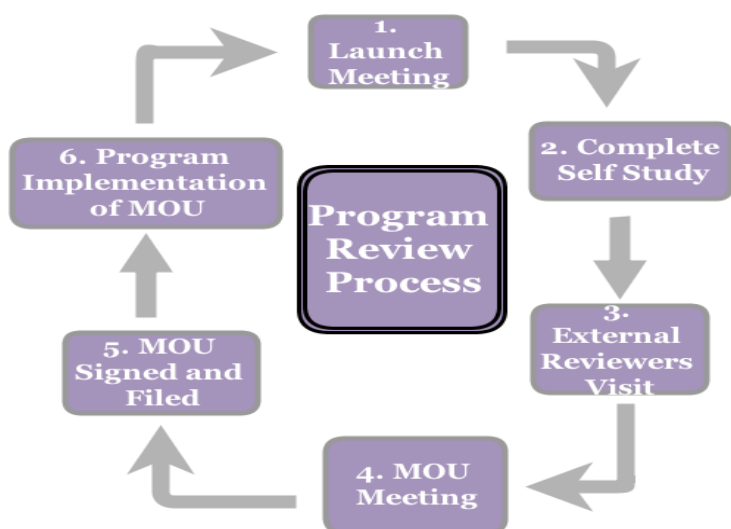 1.
Launch
Meeting
2. Complete
Self Study
3.
External
Reviewers
Visit
4. MOU
Meeting
5. MOU
Signed and
Filed
6. Program
Implementation
of MOU
Program
Review
Process